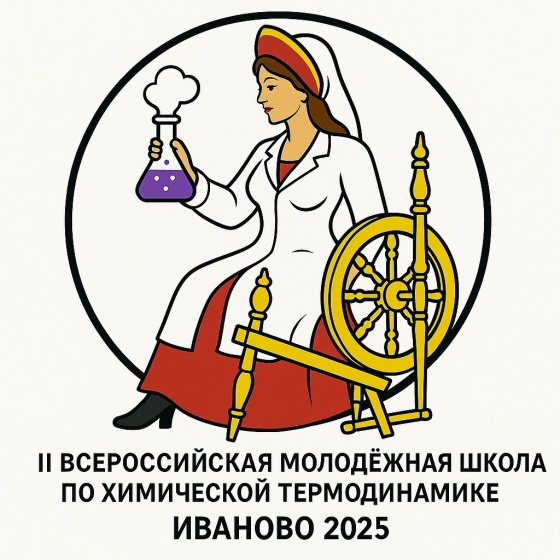 II ВСЕРОССИЙСКАЯ МОЛОДЁЖНАЯ ШКОЛА
ПО ХИМИЧЕСКОЙ ТЕРМОДИНАМИКЕ
ИВАНОВО 2025